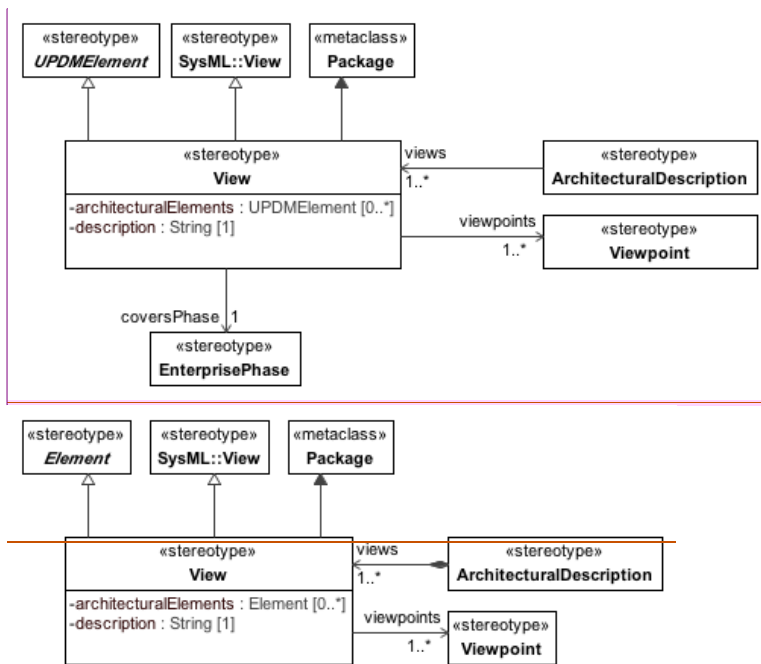 «stereotype»
UPDMElement
«stereotype»
SysML::View
«metaclass»
Package
«stereotype»
View
-architecturalElements : UPDMElement [0..*]
-description : String [1]
views
1..*
«stereotype»
ArchitecturalDescription
viewpoints
1..*
«stereotype»
Viewpoint
coversPhase
1
«stereotype»
EnterprisePhase
«stereotype»
Element
«stereotype»
SysML::View
«metaclass»
Package
«stereotype»
View
-architecturalElements : Element [0..*]
-description : String [1]
views
1..*
«stereotype»
ArchitecturalDescription
viewpoints
1..*
«stereotype»
Viewpoint